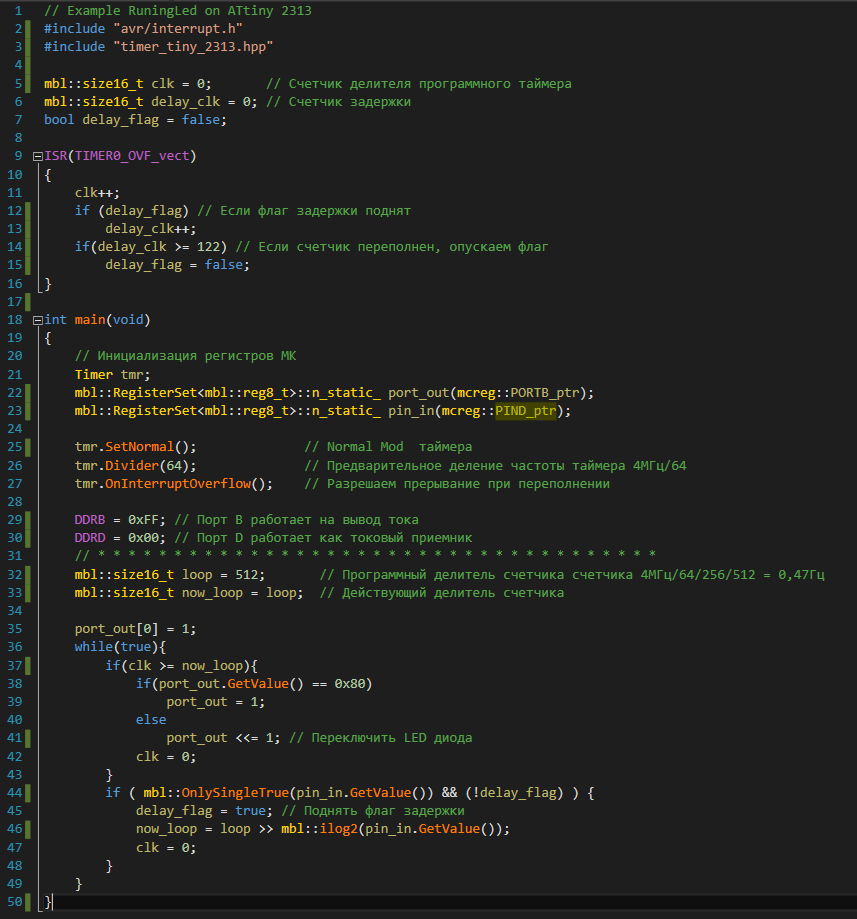 1 // Example RuningLed on ATtiny 2313
2 #include "avr/interrupt.h"
3 #include "timer_tiny_2313.hpp"
4
5 mbl::size16_t clk = 0;       // Счетчик делителя программного таймера
6 mbl::size16_t delay_clk = 0; // Счетчик задержки
7 bool delay_flag = false;
8
9 ISR(TIMER0_OVF_vect)
10 {
11     clk++;
12     if (delay_flag) // Если флаг задержки поднят
13         delay_clk++;
14     if(delay_clk >= 122) // Если счетчик переполнен, опускаем флаг
15         delay_flag = false;
16 }
17
18 int main(void)
19 {
20     // Инициализация регистров МК
21     Timer tmr;
22     mbl::RegisterSet<mbl::reg8_t>::n_static_ port_out(mcreg::PORTB_ptr);
23     mbl::RegisterSet<mbl::reg8_t>::n_static_ pin_in(mcreg::PIND_ptr);
24
25     tmr.SetNormal();              // Normal Mod  таймера
26     tmr.Divider(64);              // Предварительное деление частоты таймера 4МГц/64
27     tmr.OnInterruptOverflow();    // Разрешаем прерывание при переполнении
28
29     DDRB = 0xFF; // Порт B работает на вывод тока
30     DDRD = 0x00; // Порт D работает как токовый приемник
31     // * * * * * * * * * * * * * * * * * * * * * * * * * * * * * * * * * * * * *
32     mbl::size16_t loop = 512;       // Программный делитель счетчика счетчика 4МГц/64/256/512 = 0,47Гц
33     mbl::size16_t now_loop = loop;  // Действующий делитель счетчика
34
35     port_out[0] = 1;
36     while(true){
37         if(clk >= now_loop){
38             if(port_out.GetValue() == 0x80)
39                 port_out = 1;
40             else
41                 port_out <<= 1; // Переключить LED диода
42             clk = 0;
43         }
44         if ( mbl::OnlySingleTrue(pin_in.GetValue()) && (!delay_flag) ) {
45             delay_flag = true; // Поднять флаг задержки
46             now_loop = loop >> mbl::ilog2(pin_in.GetValue());
47             clk = 0;
48         }
49     }
50 }